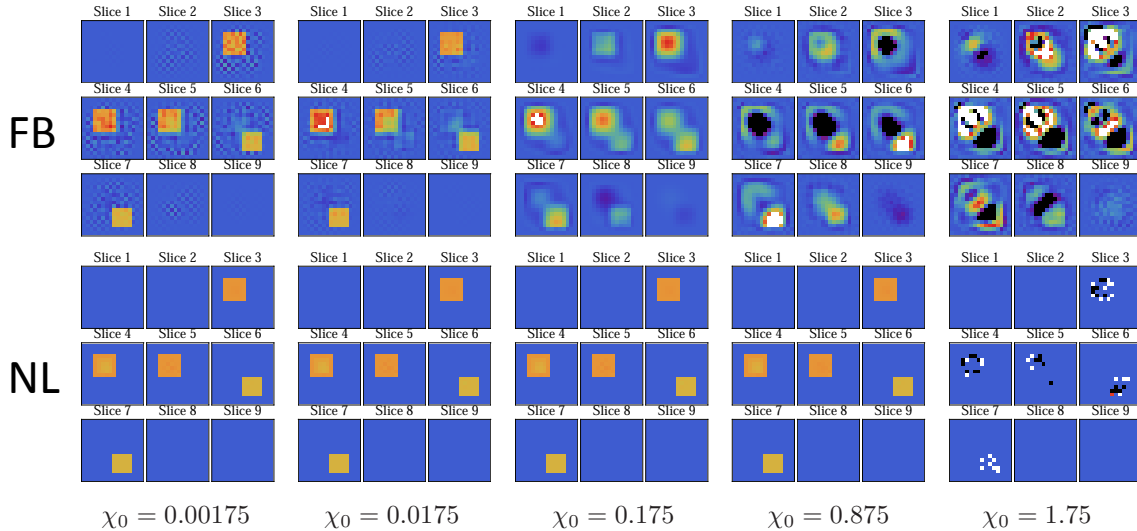 Slice 1 Slice 2 Slice 3 Slice 1 Slice 2 Slice 3 Slice 1 Slice 2 Slice 3 Slice 1 Slice 2 Slice 3 Slice 1 Slice 2 Slice 3
Slice 4 Slice 5 Slice 6 Slice 4 Slice 5 Slice 6 Slice 4 Slice 5 Slice 6 Slice 4 Slice 5 Slice 6 Slice 4 Slice 5 Slice 6
FB
Slice 7 Slice 8 Slice 9 Slice 7 Slice 8 Slice 9 Slice 7 Slice 8 Slice 9 Slice 7 Slice 8 Slice 9 Slice 7 Slice 8 Slice 9
Slice 1 Slice 2 Slice 3 Slice 1 Slice 2 Slice 3 Slice 1 Slice 2 Slice 3 Slice 1 Slice 2 Slice 3 Slice 1 Slice 2 Slice 3
Slice 4 Slice 5 Slice 6 Slice 4 Slice 5 Slice 6 Slice 4 Slice 5 Slice 6 Slice 4 Slice 5 Slice 6 Slice 4 Slice 5 Slice 6
NL
Slice 7 Slice 8 Slice 9 Slice 7 Slice 8 Slice 9 Slice 7 Slice 8 Slice 9 Slice 7 Slice 8 Slice 9 Slice 7 Slice 8 Slice 9
χ₀ = 0.00175 χ₀ = 0.0175 χ₀ = 0.175 χ₀ = 0.875 χ₀ = 1.75